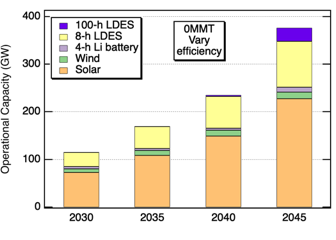 400
300
200
100
0
Operational Capacity (GW)
100-h LDES
8-h LDES
4-h Li battery
Wind
Solar
0MMT
Vary
efficiency
2030 2035 2040 2045